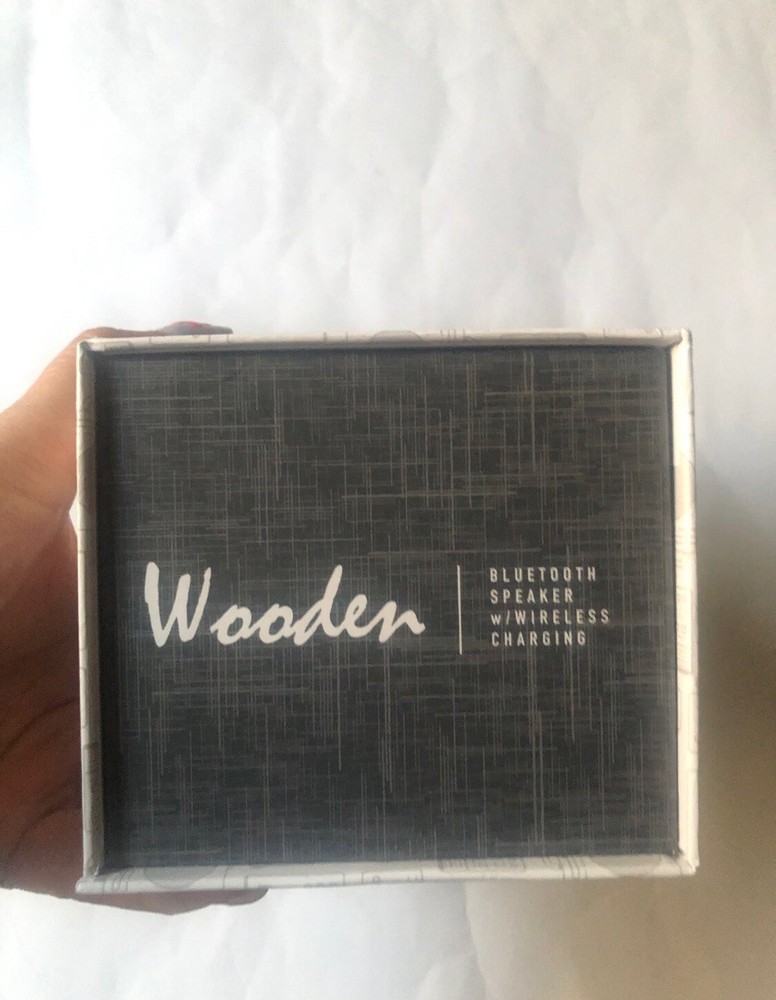 Wooden
BLUETOOTH
SPEAKER
w/WIRELESS
CHARGING